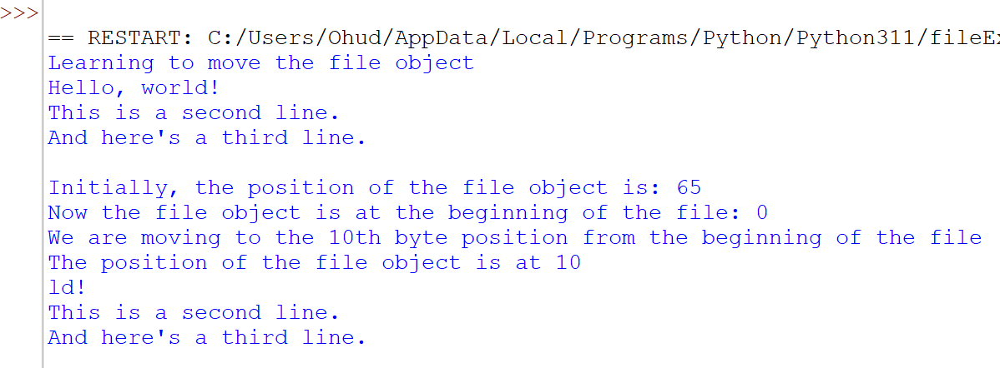 >>>
== RESTART: C:/Users/Ohud/AppData/Local/Programs/Python/Python311/fileEx
Learning to move the file object
Hello, world!
This is a second line.
And here's a third line.
Initially, the position of the file object is: 65
Now the file object is at the beginning of the file: 0
We are moving to the 10th byte position from the beginning of the file
The position of the file object is at 10
ld!
This is a second line.
And here's a third line.